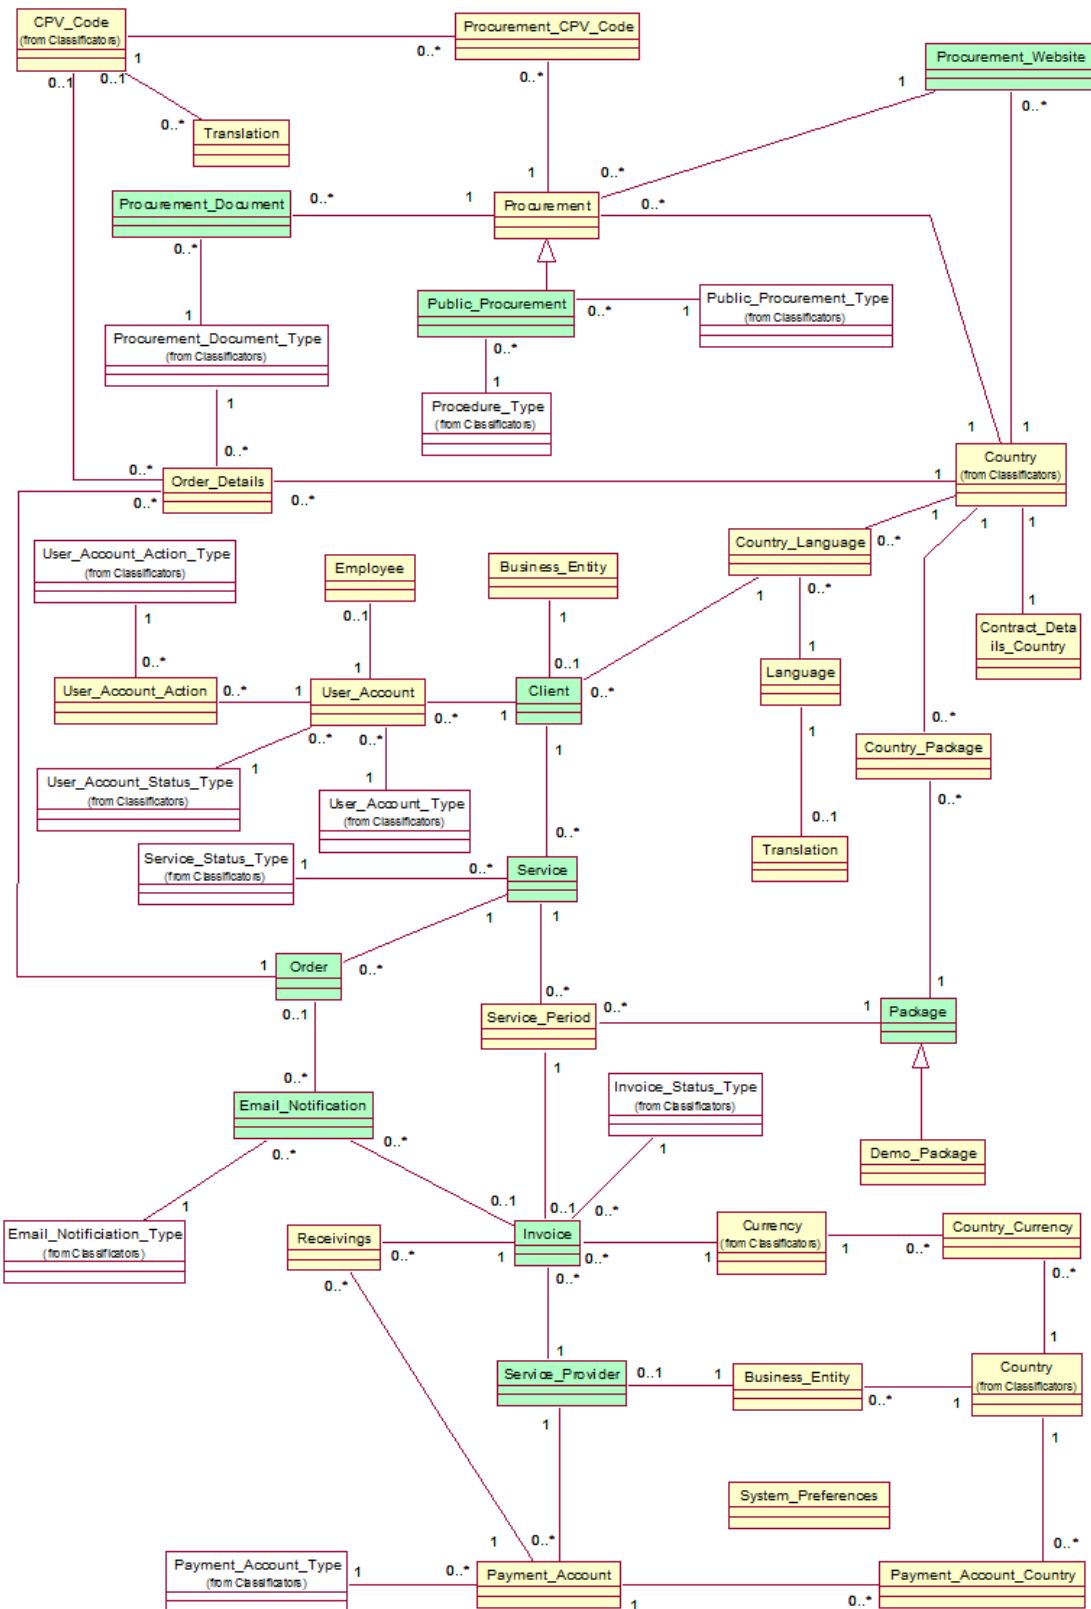 CPV_Code
(from Classificators)
1
0..*
Procurement_CPV_Code
0..*
Procurement_Website
1
0..*
0..1
0..1
0..*
Translation
1
0..*
Procurement_Document
0..*
1
Procurement
0..*
0..*
Public_Procurement
0..*
1
Public_Procurement_Type
(from Classificators)
1
Procurement_Document_Type
(from Classificators)
0..*
1
Procedure_Type
(from Classificators)
1
0..*
1
1
Country
(from Classificators)
0..*
Order_Details
0..*
0..*
1
User_Account_Action_Type
(from Classificators)
Employee
0..1
Business_Entity
1
Country_Language
0..*
1
1
1
1
0..*
1
0..*
1
0..1
1
Contract_Deta
ils_Country
1
Language
User_Account_Action
0..*
1
User_Account
0..*
1
Client
0..*
0..*
0..*
1
1
0..*
Country_Package
0..*
User_Account_Status_Type
(from Classificators)
1
1
User_Account_Type
(from Classificators)
0..*
0..1
Translation
Service_Status_Type
(from Classificators)
1
0..*
Service
1
1
Order
1
0..*
0..1
0..*
Service_Period
0..*
1
Package
1
1
0..*
Email_Notification
0..*
0..*
Invoice_Status_Type
(from Classificators)
1
Demo_Package
1
Email_Notificiation_Type
(from Classificators)
0..1
0..1
0..*
Receivings
0..*
1
Invoice
0..*
0..*
1
Currency
(from Classificators)
1
0..*
Country_Currency
0..*
0..*
1
Service_Provider
0..1
1
Business_Entity
0..*
1
Country
(from Classificators)
1
1
1
System_Preferences
1
0..*
0..*
Payment_Account_Type
(from Classificators)
1
0..*
Payment_Account
1
0..*
Payment_Account_Country